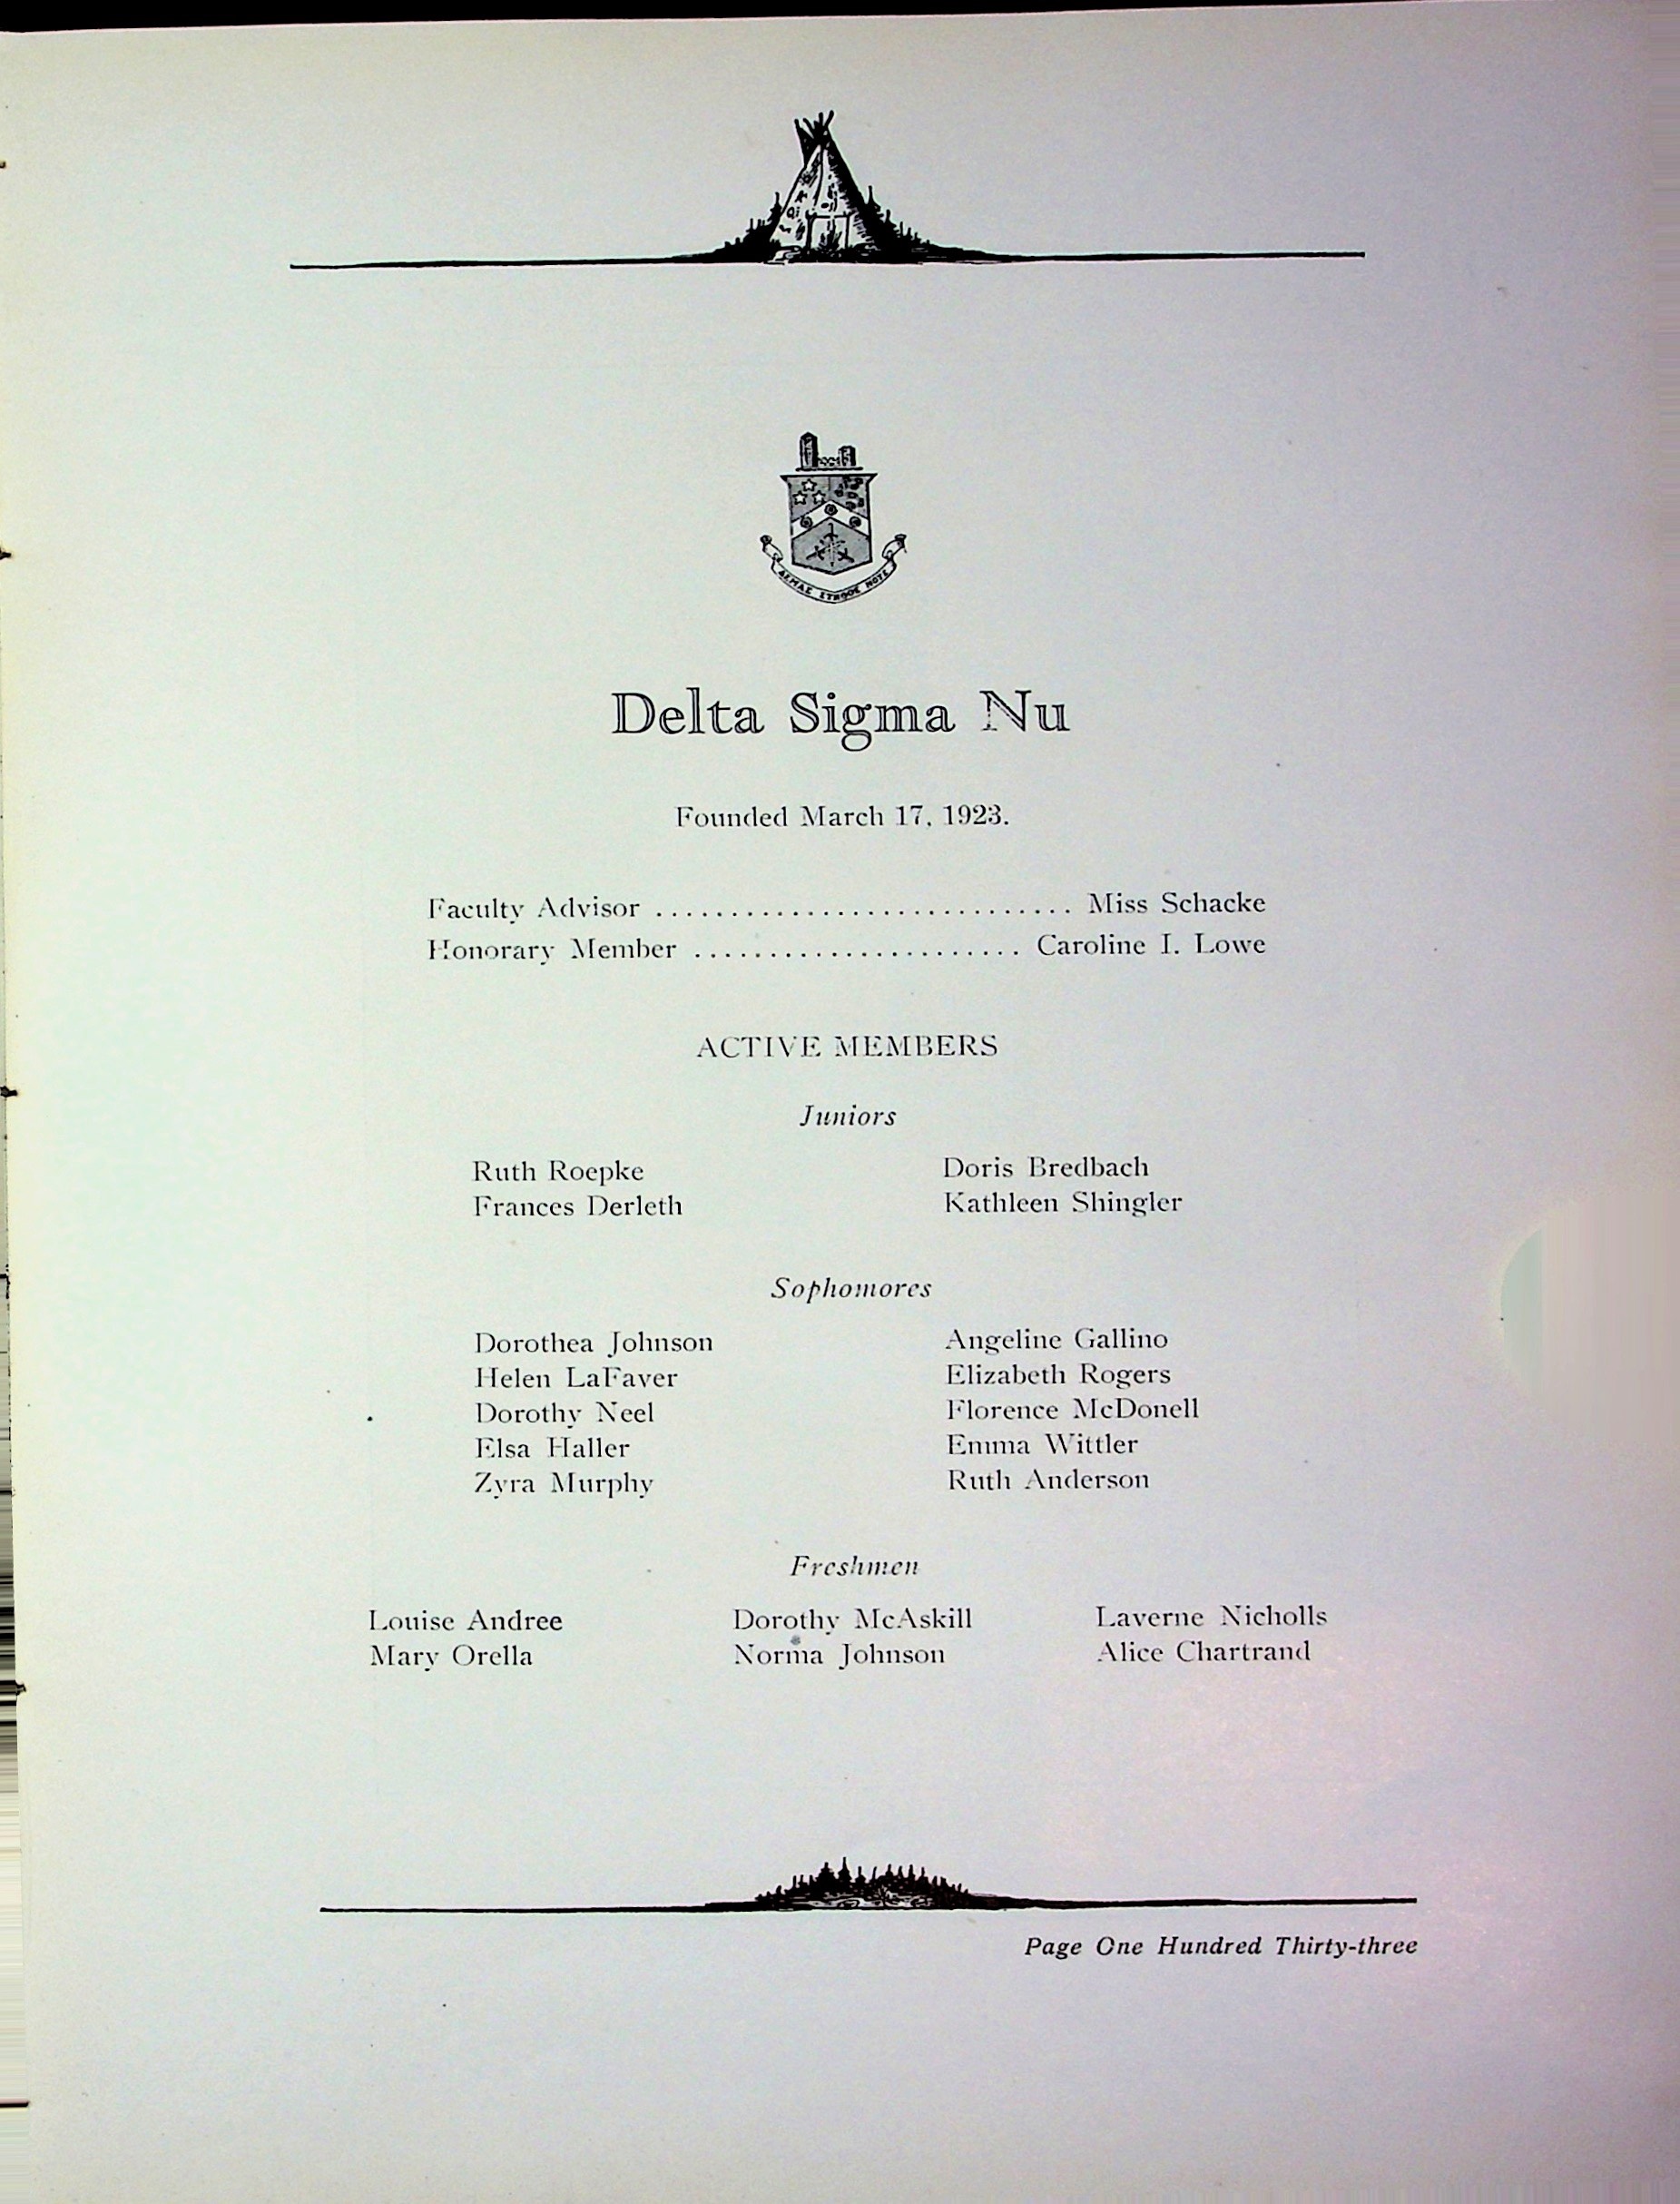 Delta Sigma Nu
Founded March 17, 1923.
Faculty Advisor ............................ Miss Schacke
Honorary Member ...................... Caroline I. Lowe
ACTIVE MEMBERS
Juniors
Ruth Roepke Doris Bredbach
Frances Derleth Kathleen Shingler
Sophomores
Dorothea Johnson Angeline Gallino
Helen LaFaver Elizabeth Rogers
Dorothy Neel Florence McDonell
Elsa Haller Emma Wittler
Zyra Murphy Ruth Anderson
Freshmen
Louise Andree Dorothy McAskill Laverne Nicholls
Mary Orella Norma Johnson Alice Chartrand
Page One Hundred Thirty-three